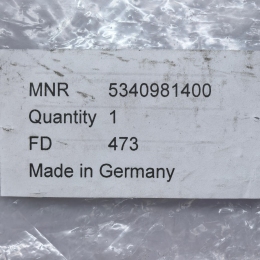 MNR 5340981400
Quantity 1
FD 473
Made in Germany